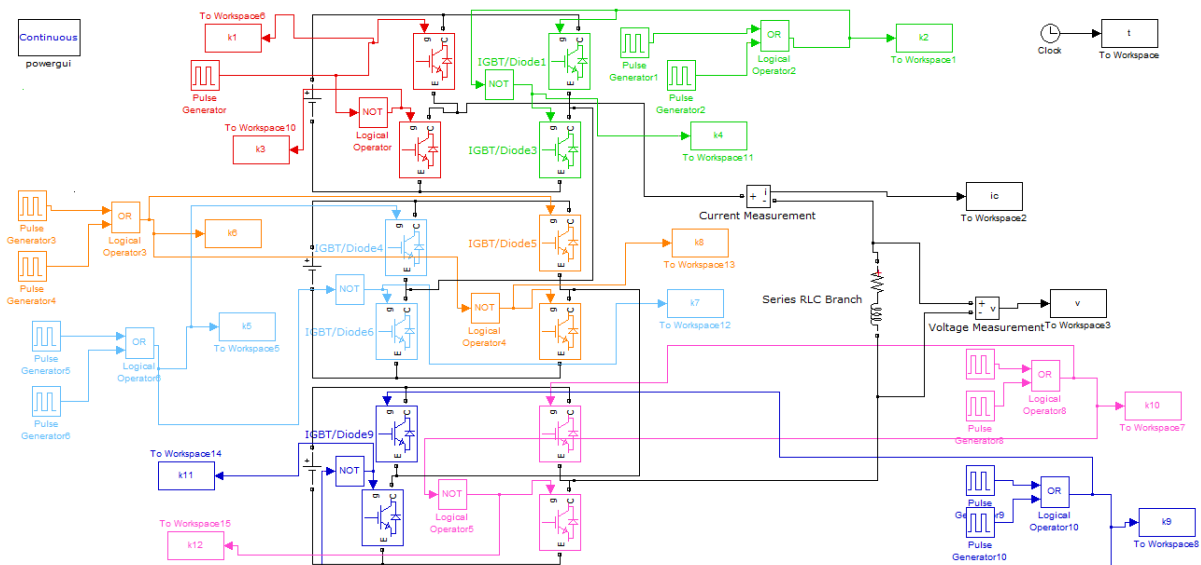 Continuous
powergui
To Workspace6
k1
Pulse
Generator
To Workspace10
k3
NOT
Logical
Operator
g
C
E
g
C
E
IGBT/Diode1
g
C
E
NOT
IGBT/Diode3
g
C
E
Pulse
Generator1
Pulse
Generator2
OR
Logical
Operator2
k2
To Workspace1
k4
To Workspace11
Clock
t
To Workspace
Pulse
Generator3
Pulse
Generator4
OR
Logical
Operator3
k6
IGBT/Diode4
g
C
E
IGBT/Diode5
g
C
E
k8
To Workspace13
+
-
i
Current Measurement
ic
To Workspace2
Pulse
Generator5
Pulse
Generator6
OR
Logical
Operator6
k5
To Workspace5
NOT
IGBT/Diode6
g
C
E
NOT
Logical
Operator4
g
C
E
k7
To Workspace12
Series RLC Branch
+
-
v
Voltage Measurement
v
To Workspace3
IGBT/Diode9
g
C
E
g
C
E
Pulse
Generator8
OR
Logical
Operator8
k10
To Workspace7
To Workspace14
k11
NOT
g
C
E
NOT
Logical
Operator5
g
C
E
To Workspace15
k12
Pulse
Generator9
Pulse
Generator10
OR
Logical
Operator10
k9
To Workspace8